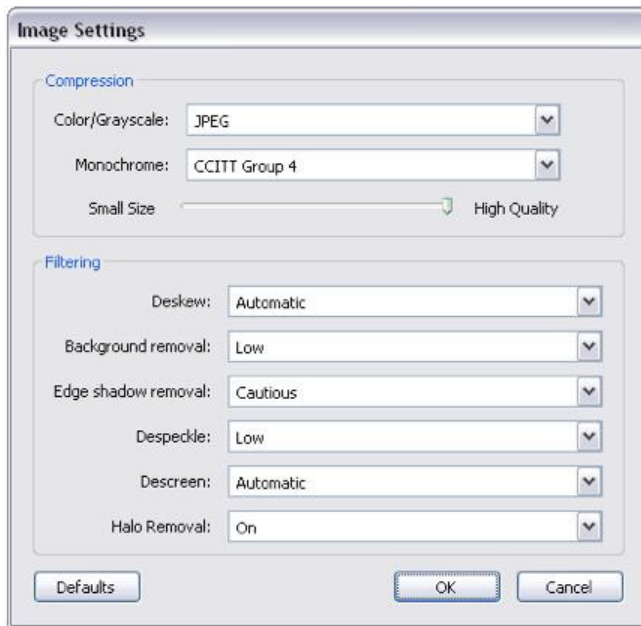 Image Settings
Compression
Color/Grayscale: JPEG
Monochrome: CCITT Group 4
Small Size High Quality
Filtering
Deskew: Automatic
Background removal: Low
Edge shadow removal: Cautious
Despeckle: Low
Descreen: Automatic
Halo Removal: On
Defaults OK Cancel